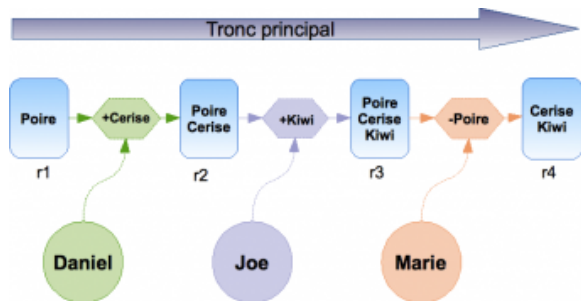 Tronc principal
Poire
+Cerise
Poire
Cerise
+Kiwi
Poire
Cerise
Kiwi
-Poire
Cerise
Kiwi
r1
r2
r3
r4
Daniel
Joe
Marie